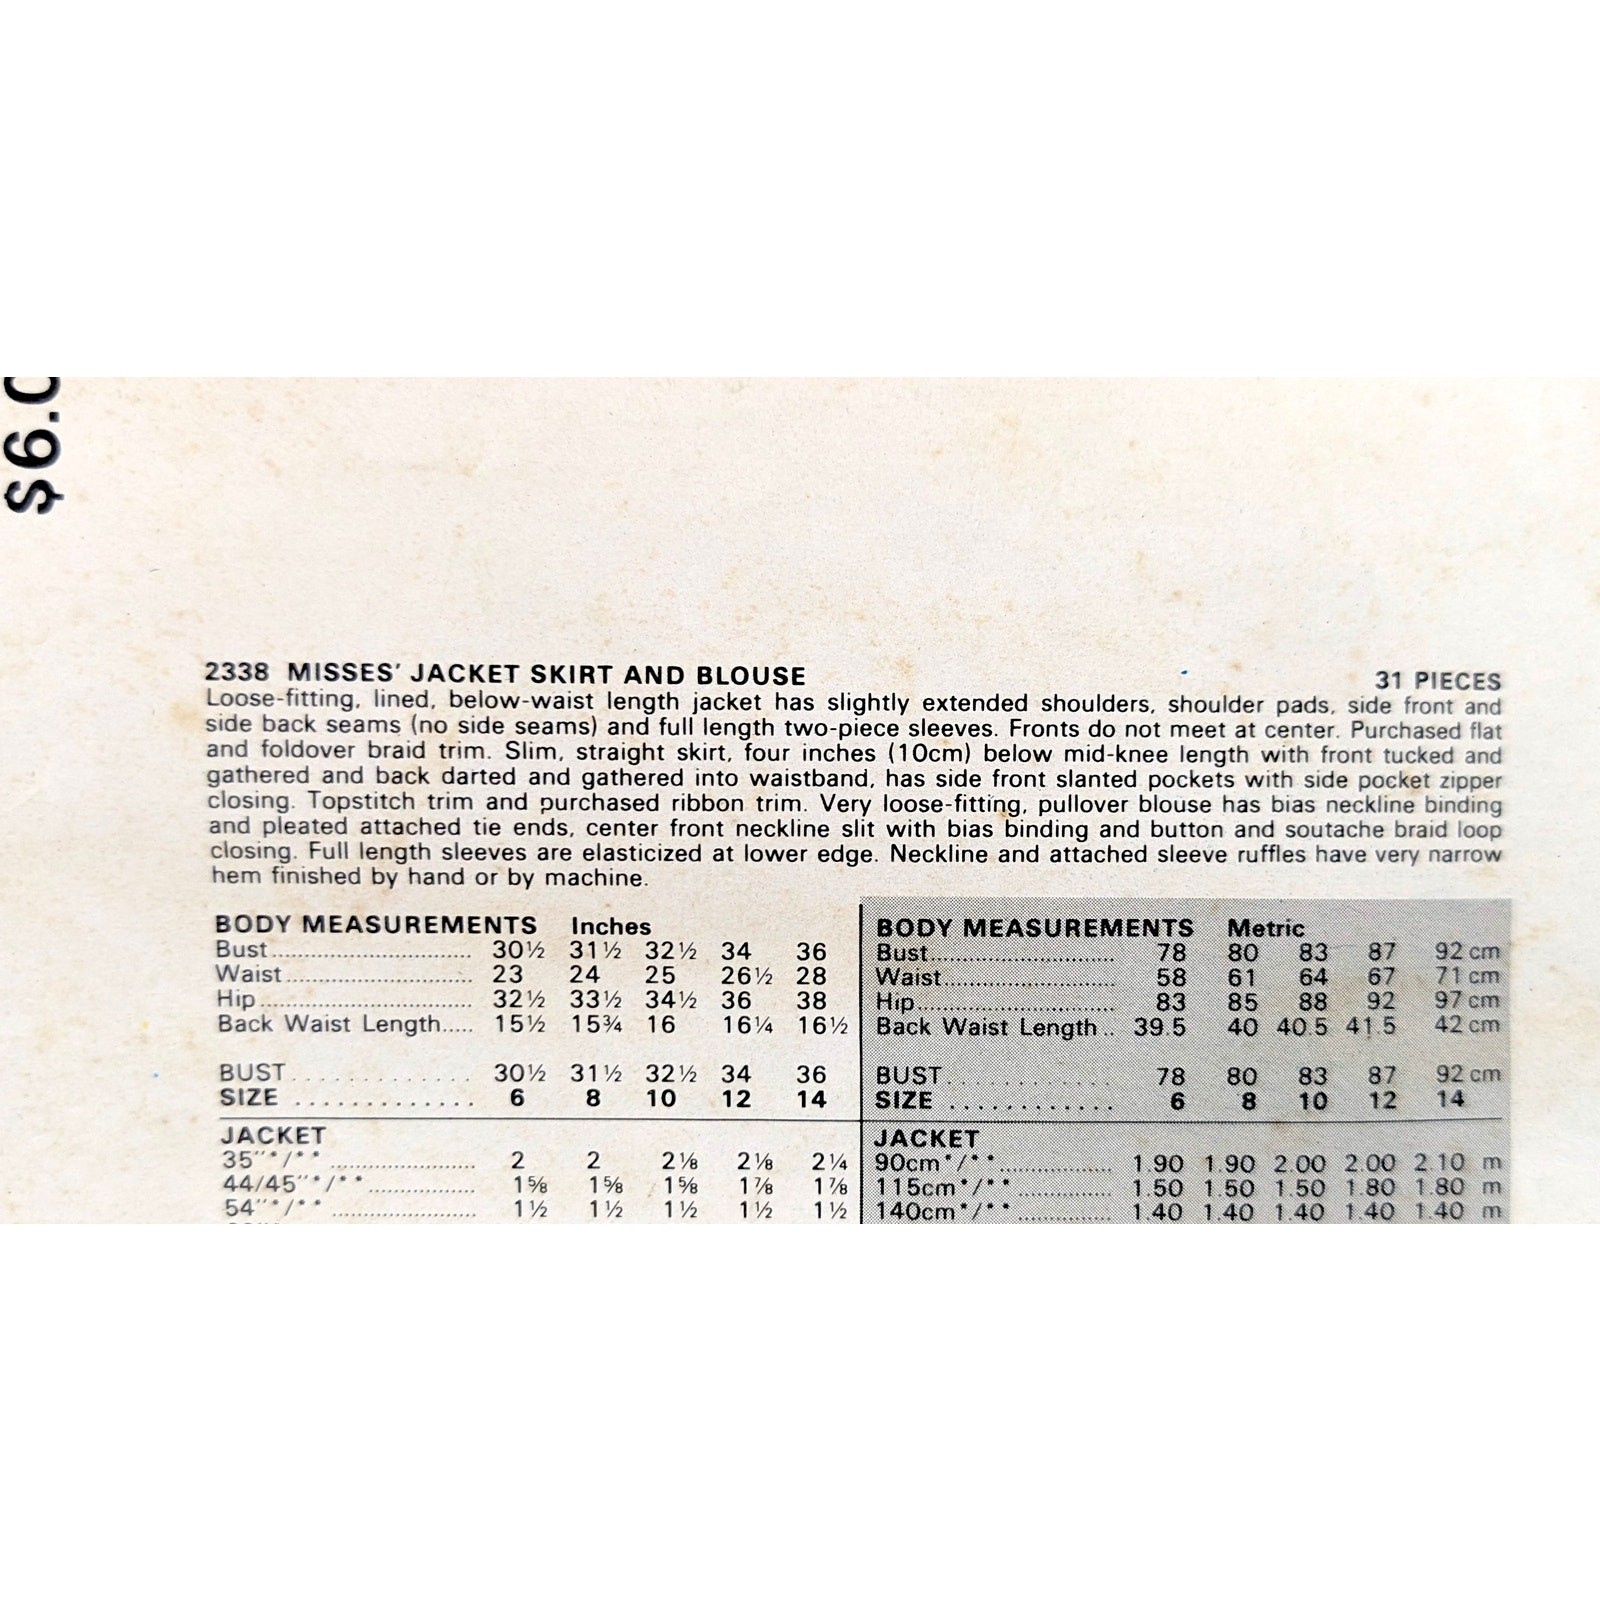 $6.0
2338 MISSES' JACKET SKIRT AND BLOUSE 31 PIECES
Loose-fitting, lined, below-waist length jacket has slightly extended shoulders, shoulder pads, side front and
side back seams (no side seams) and full length two-piece sleeves. Fronts do not meet at center. Purchased flat
and foldover braid trim. Slim, straight skirt, four inches (10cm) below mid-knee length with front tucked and
gathered and back darted and gathered into waistband, has side front slanted pockets with side pocket zipper
closing. Topstitch trim and purchased ribbon trim. Very loose-fitting, pullover blouse has bias neckline binding
and pleated attached tie ends, center front neckline slit with bias binding and button and soutache braid loop
closing. Full length sleeves are elasticized at lower edge. Neckline and attached sleeve ruffles have very narrow
hem finished by hand or by machine.
BODY MEASUREMENTS Inches
Bust 30½ 31½ 32½ 34 36
Waist 23 24 25 26½ 28
Hip 32½ 33½ 34½ 36 38
Back Waist Length 15½ 15¾ 16 16¼ 16½
BUST 30½ 31½ 32½ 34 36
SIZE 6 8 10 12 14
JACKET
35"*/** 2 2 2⅛ 2⅛ 2¼
44/45"*/** 1⅝ 1⅝ 1⅝ 1⅞ 1⅞
54"*/** 1½ 1½ 1½ 1½ 1½
BODY MEASUREMENTS Metric
Bust 78 80 83 87 92 cm
Waist 58 61 64 67 71 cm
Hip 83 85 88 92 97 cm
Back Waist Length 39.5 40 40.5 41.5 42 cm
BUST 78 80 83 87 92 cm
SIZE 6 8 10 12 14
JACKET
90cm*/** 1.90 1.90 2.00 2.00 2.10 m
115cm*/** 1.50 1.50 1.50 1.80 1.80 m
140cm*/** 1.40 1.40 1.40 1.40 1.40 m